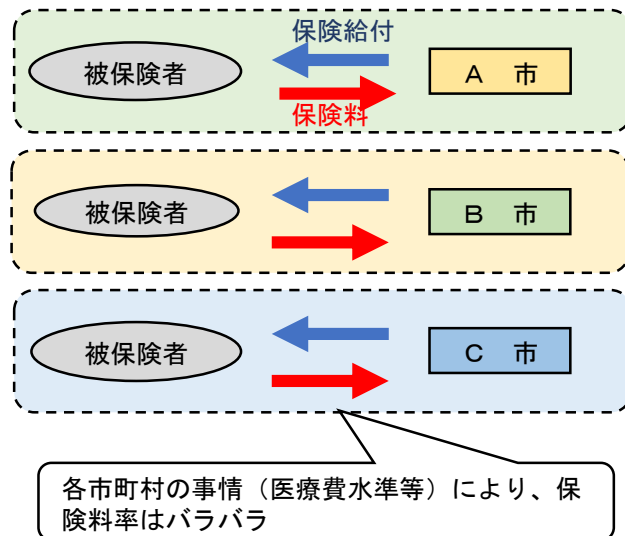 保険給付
被保険者
A 市
保険料
被保険者
B 市
被保険者
C 市
各市町村の事情（医療費水準等）により、保
険料率はバラバラ